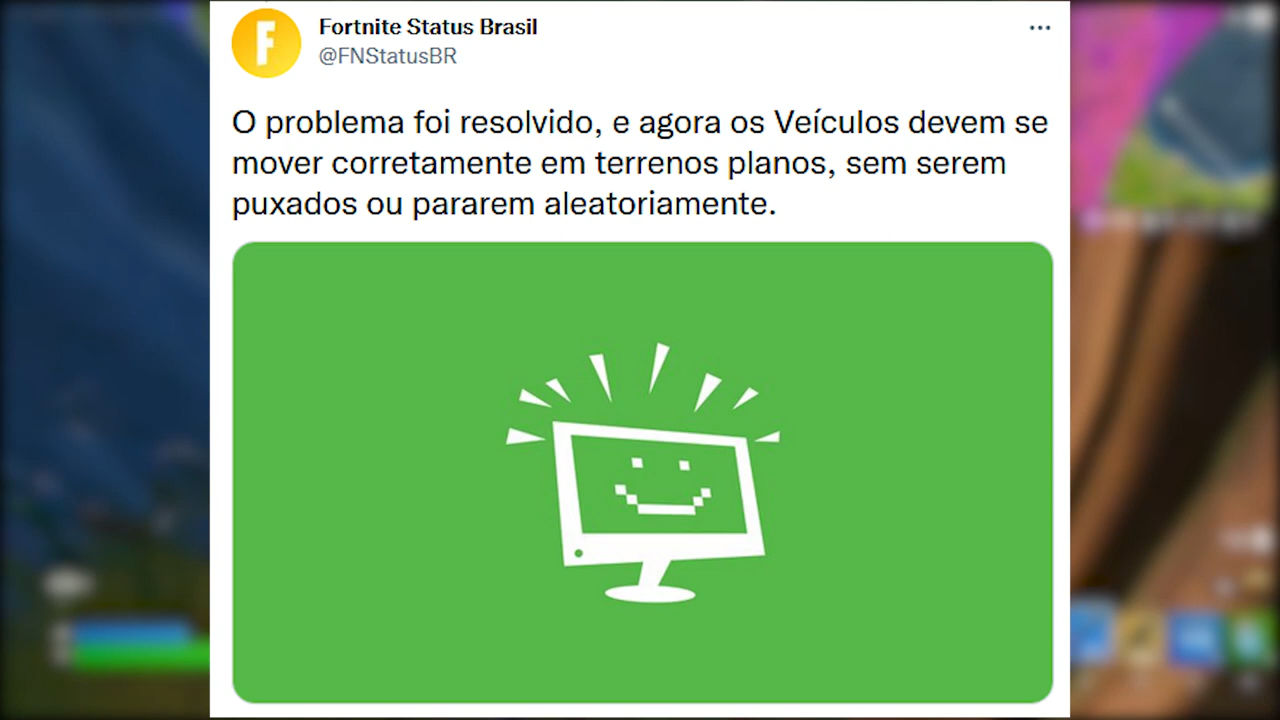 F
Fortnite Status Brasil
@FNStatusBR
O problema foi resolvido, e agora os Veículos devem se
mover corretamente em terrenos planos, sem serem
puxados ou pararem aleatoriamente.